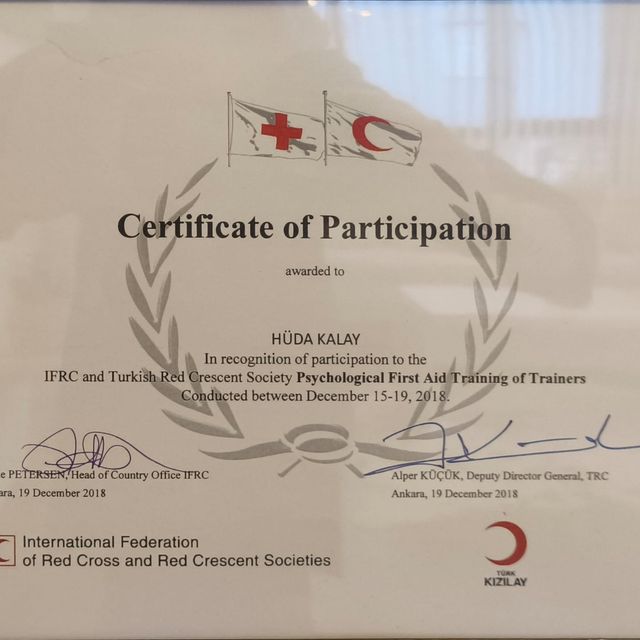 Certificate of Participation
awarded to
HÜDA KALAY
In recognition of participation to the
IFRC and Turkish Red Crescent Society Psychological First Aid Training of Trainers
Conducted between December 15-19, 2018.
PETERSEN, Head of Country Office IFRC
19 December 2018
Alper KÜÇÜK, Deputy Director General, TRC
Ankara, 19 December 2018
International Federation
of Red Cross and Red Crescent Societies
TÜRK
KIZILAY